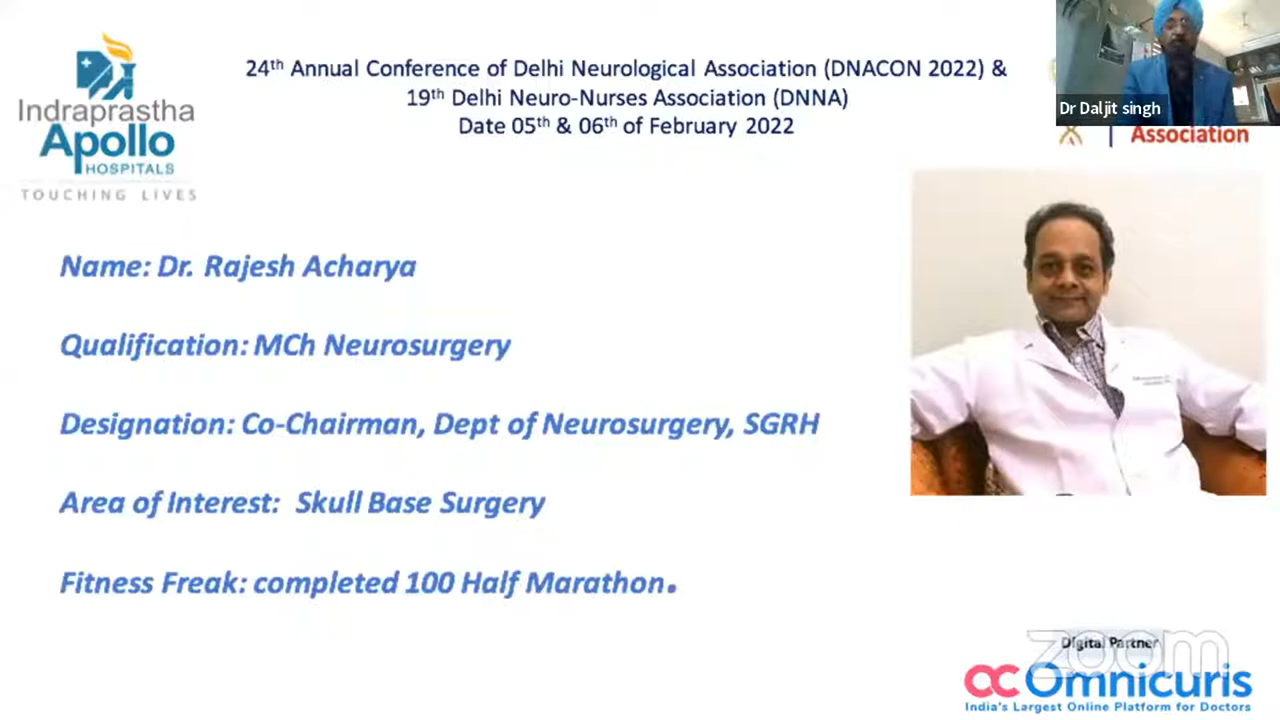 Indraprastha
Apollo
HOSPITALS
TOUCHING LIVES
24th Annual Conference of Delhi Neurological Association (DNACON 2022) &
19th Delhi Neuro-Nurses Association (DNNA)
Date 05th & 06th of February 2022
Dr Daljit singh
Association
Name: Dr. Rajesh Acharya
Qualification: MCh Neurosurgery
Designation: Co-Chairman, Dept of Neurosurgery, SGRH
Area of Interest: Skull Base Surgery
Fitness Freak: completed 100 Half Marathon.
Digital Partner
zoom
Omnicuris
India's Largest Online Platform for Doctors